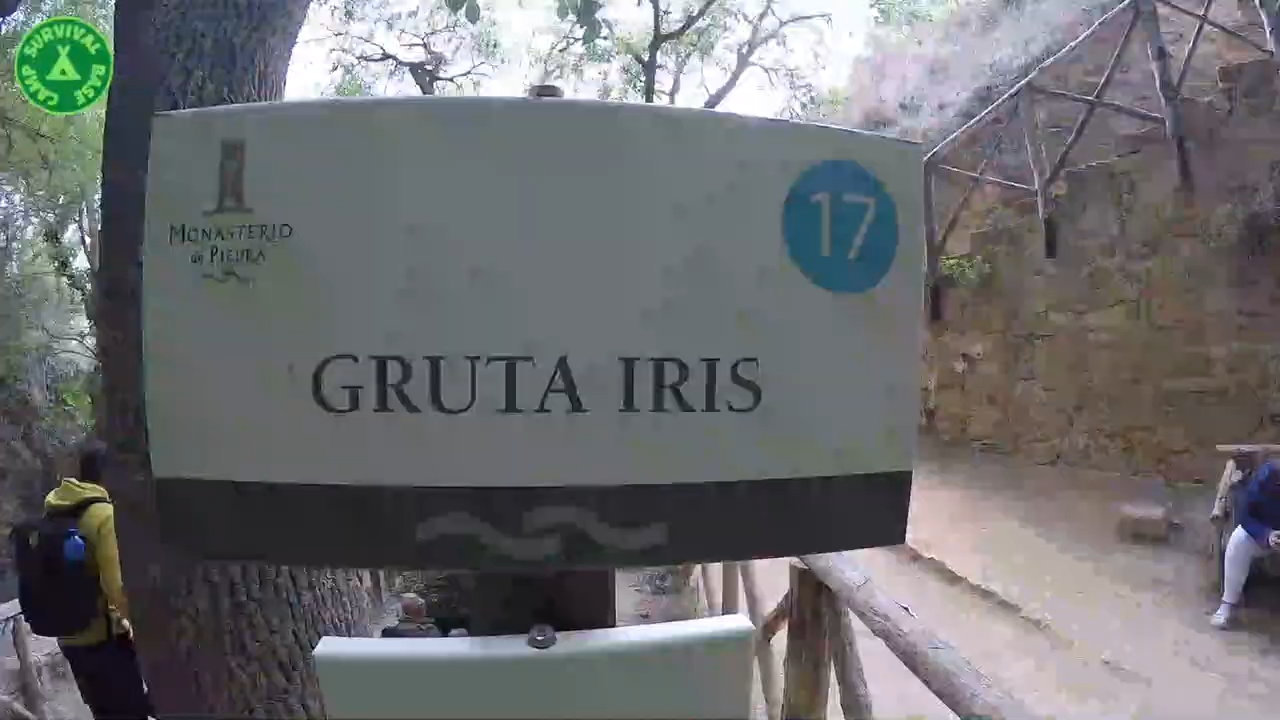 SURVIVAL
CAMP BASE
MONASTERIO
de PIEDRA
17
GRUTA IRIS